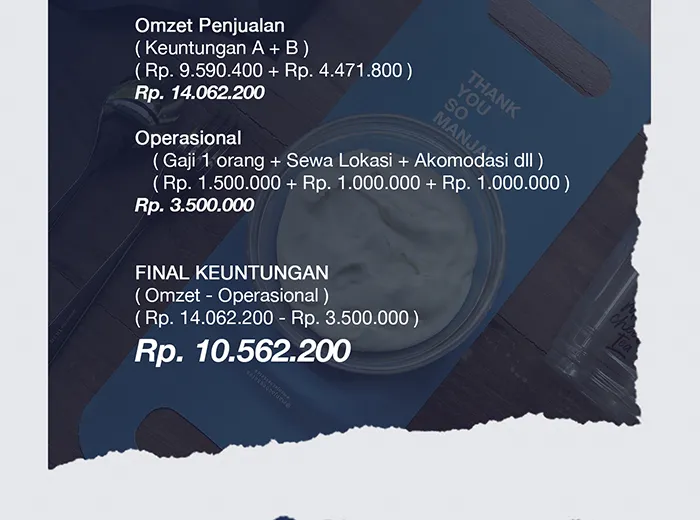 Omzet Penjualan
( Keuntungan A + B )
( Rp. 9.590.400 + Rp. 4.471.800 )
Rp. 14.062.200
Operasional
( Gaji 1 orang + Sewa Lokasi + Akomodasi dll )
( Rp. 1.500.000 + Rp. 1.000.000 + Rp. 1.000.000 )
Rp. 3.500.000
FINAL KEUNTUNGAN
( Omzet - Operasional )
( Rp. 14.062.200 - Rp. 3.500.000 )
Rp. 10.562.200
THANK
YOU
SO